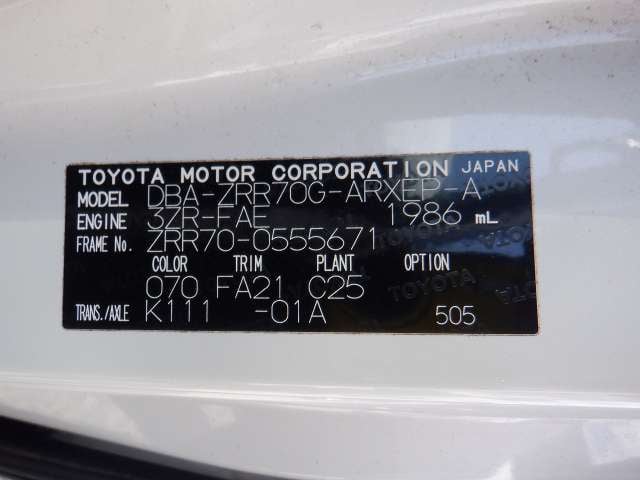 TOYOTA MOTOR CORPORATION JAPAN
MODEL DBA-ZRR70G-ARXEP-A
ENGINE 3ZR-FAE 1986 mL
FRAME No. ZRR70-0555671
COLOR TRIM PLANT OPTION
070 FA21 C25
TRANS./AXLE K111 -01A 505
TOYOTA